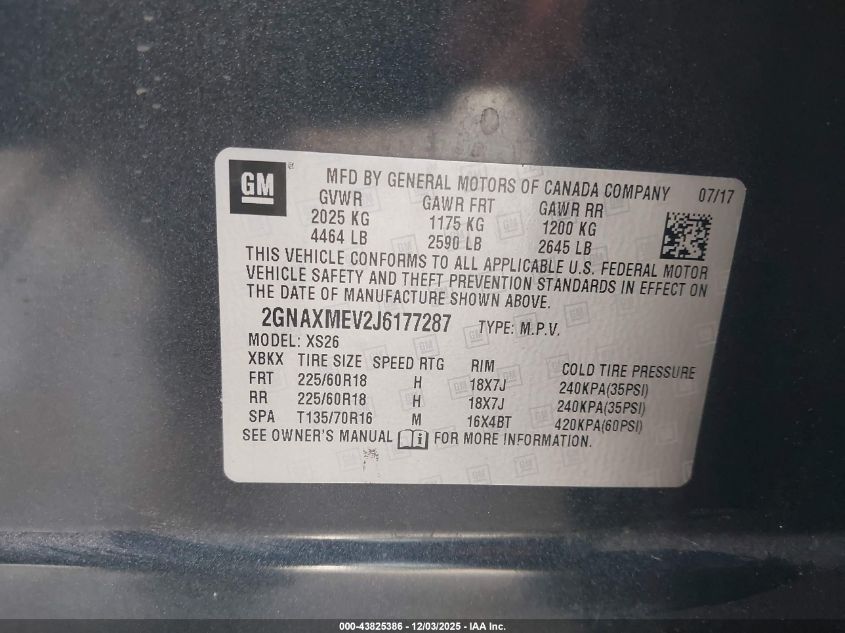 GM ®
MFD BY GENERAL MOTORS OF CANADA COMPANY 07/17
GVWR GAWR FRT GAWR RR
2025 KG 1175 KG 1200 KG
4464 LB 2590 LB 2645 LB
THIS VEHICLE CONFORMS TO ALL APPLICABLE U.S. FEDERAL MOTOR
VEHICLE SAFETY AND THEFT PREVENTION STANDARDS IN EFFECT ON
THE DATE OF MANUFACTURE SHOWN ABOVE.
2GNAXMEV2J6177287 TYPE: M.P.V.
MODEL: XS26
XBKX TIRE SIZE SPEED RTG RIM COLD TIRE PRESSURE
FRT 225/60R18 H 18X7J 240KPA(35PSI)
RR 225/60R18 H 18X7J 240KPA(35PSI)
SPA T135/70R16 M 16X4BT 420KPA(60PSI)
SEE OWNER'S MANUAL FOR MORE INFORMATION.
000-43825386 - 12/03/2025 - IAA Inc.